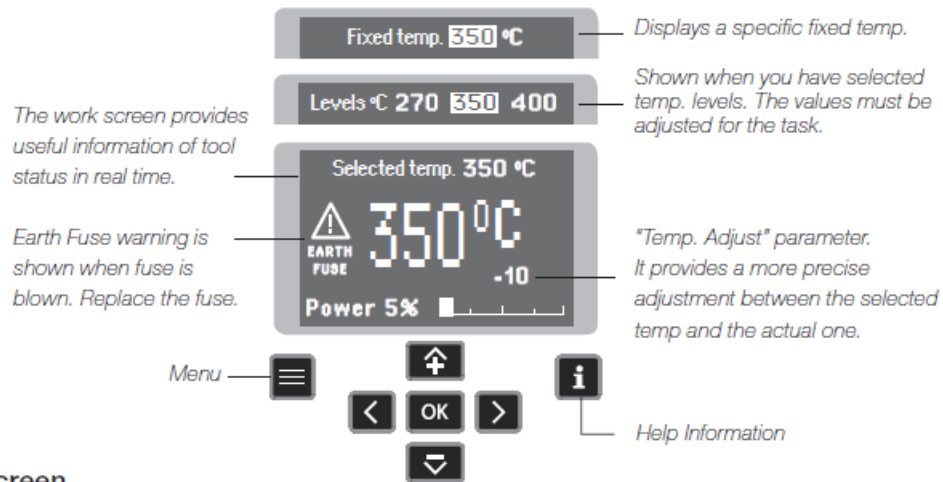 Fixed temp. 350 ºC
Displays a specific fixed temp.
Levels ºC 270 350 400
Shown when you have selected
temp. levels. The values must be
adjusted for the task.
The work screen provides
useful information of tool
status in real time.
Selected temp. 350 ºC
350ºC
EARTH
FUSE
-10
Power 5%
Earth Fuse warning is
shown when fuse is
blown. Replace the fuse.
"Temp. Adjust" parameter.
It provides a more precise
adjustment between the selected
temp and the actual one.
Menu
OK
i
Help Information